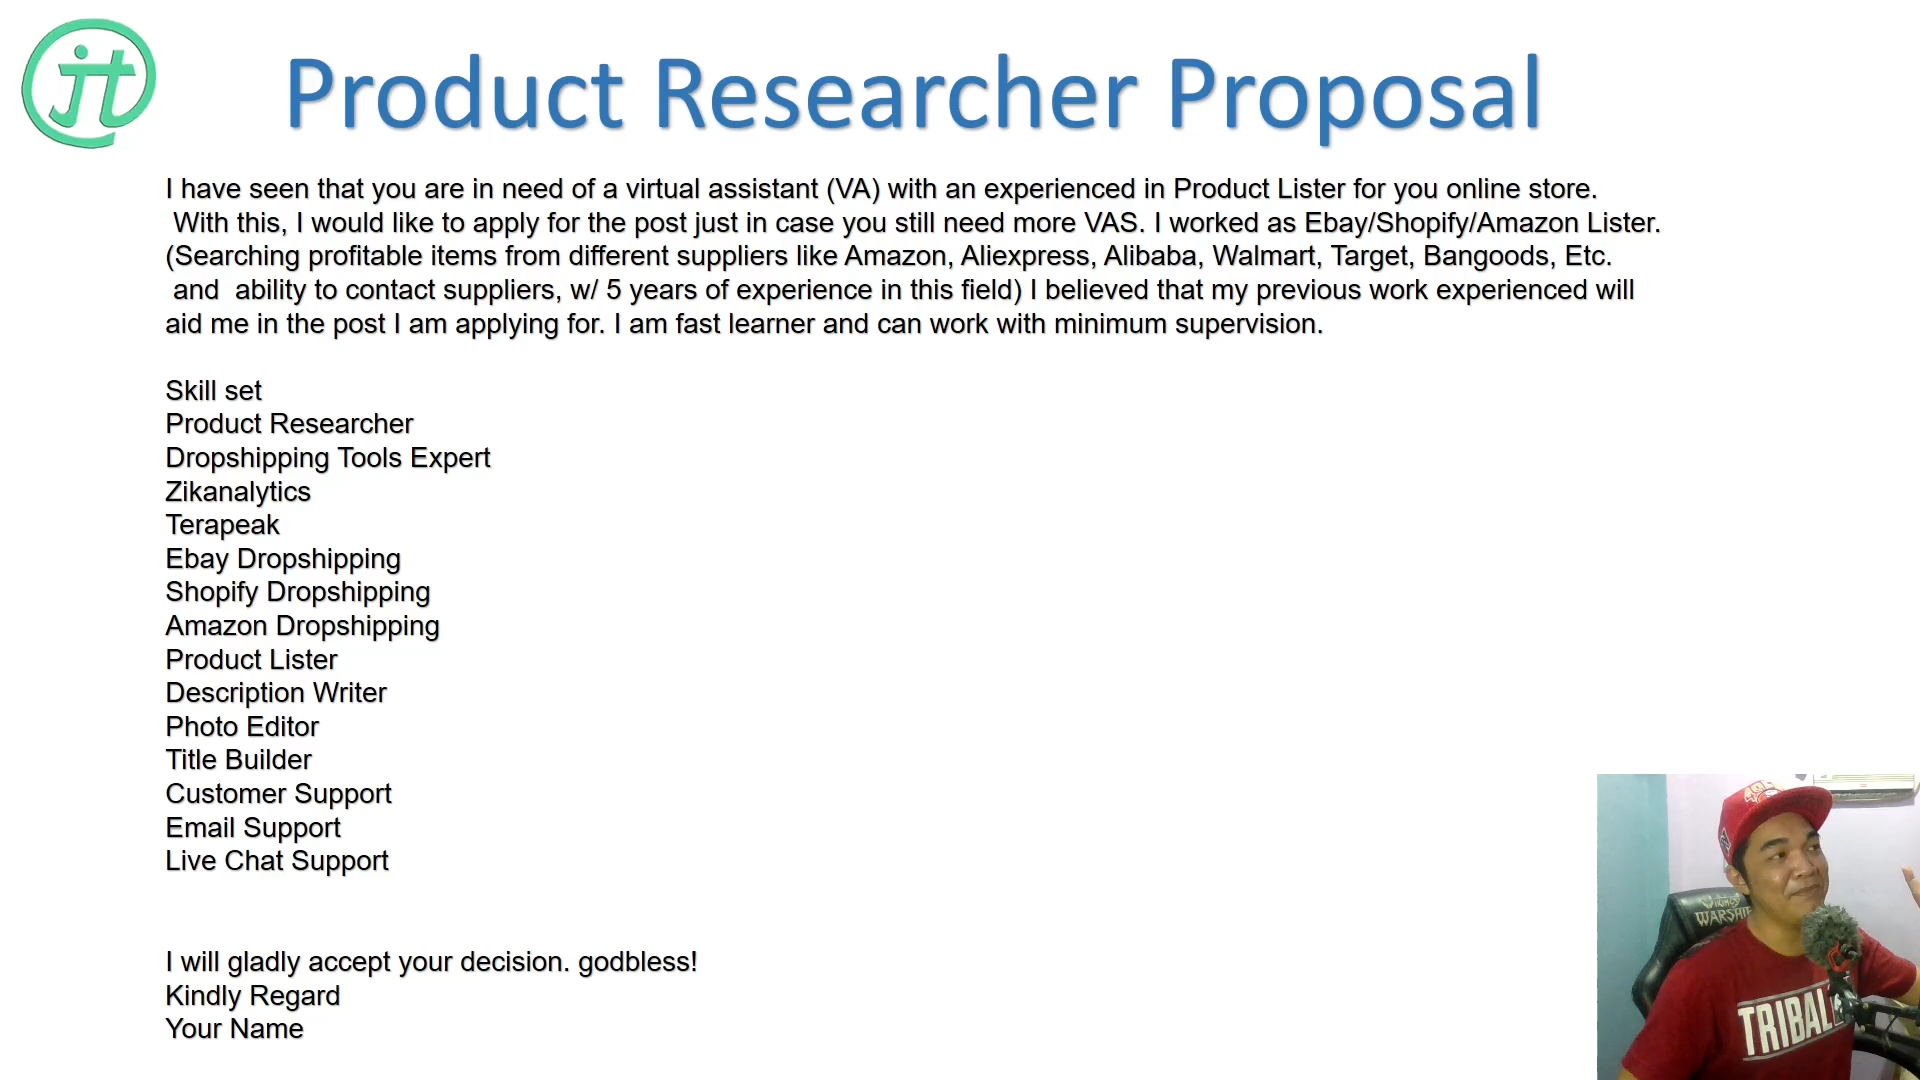 jt
Product Researcher Proposal
I have seen that you are in need of a virtual assistant (VA) with an experienced in Product Lister for you online store.
With this, I would like to apply for the post just in case you still need more VAS. I worked as Ebay/Shopify/Amazon Lister.
(Searching profitable items from different suppliers like Amazon, Aliexpress, Alibaba, Walmart, Target, Bangoods, Etc.
and ability to contact suppliers, w/ 5 years of experience in this field) I believed that my previous work experienced will
aid me in the post I am applying for. I am fast learner and can work with minimum supervision.
Skill set
Product Researcher
Dropshipping Tools Expert
Zikanalytics
Terapeak
Ebay Dropshipping
Shopify Dropshipping
Amazon Dropshipping
Product Lister
Description Writer
Photo Editor
Title Builder
Customer Support
Email Support
Live Chat Support
I will gladly accept your decision. godbless!
Kindly Regard
Your Name
TRIBAL